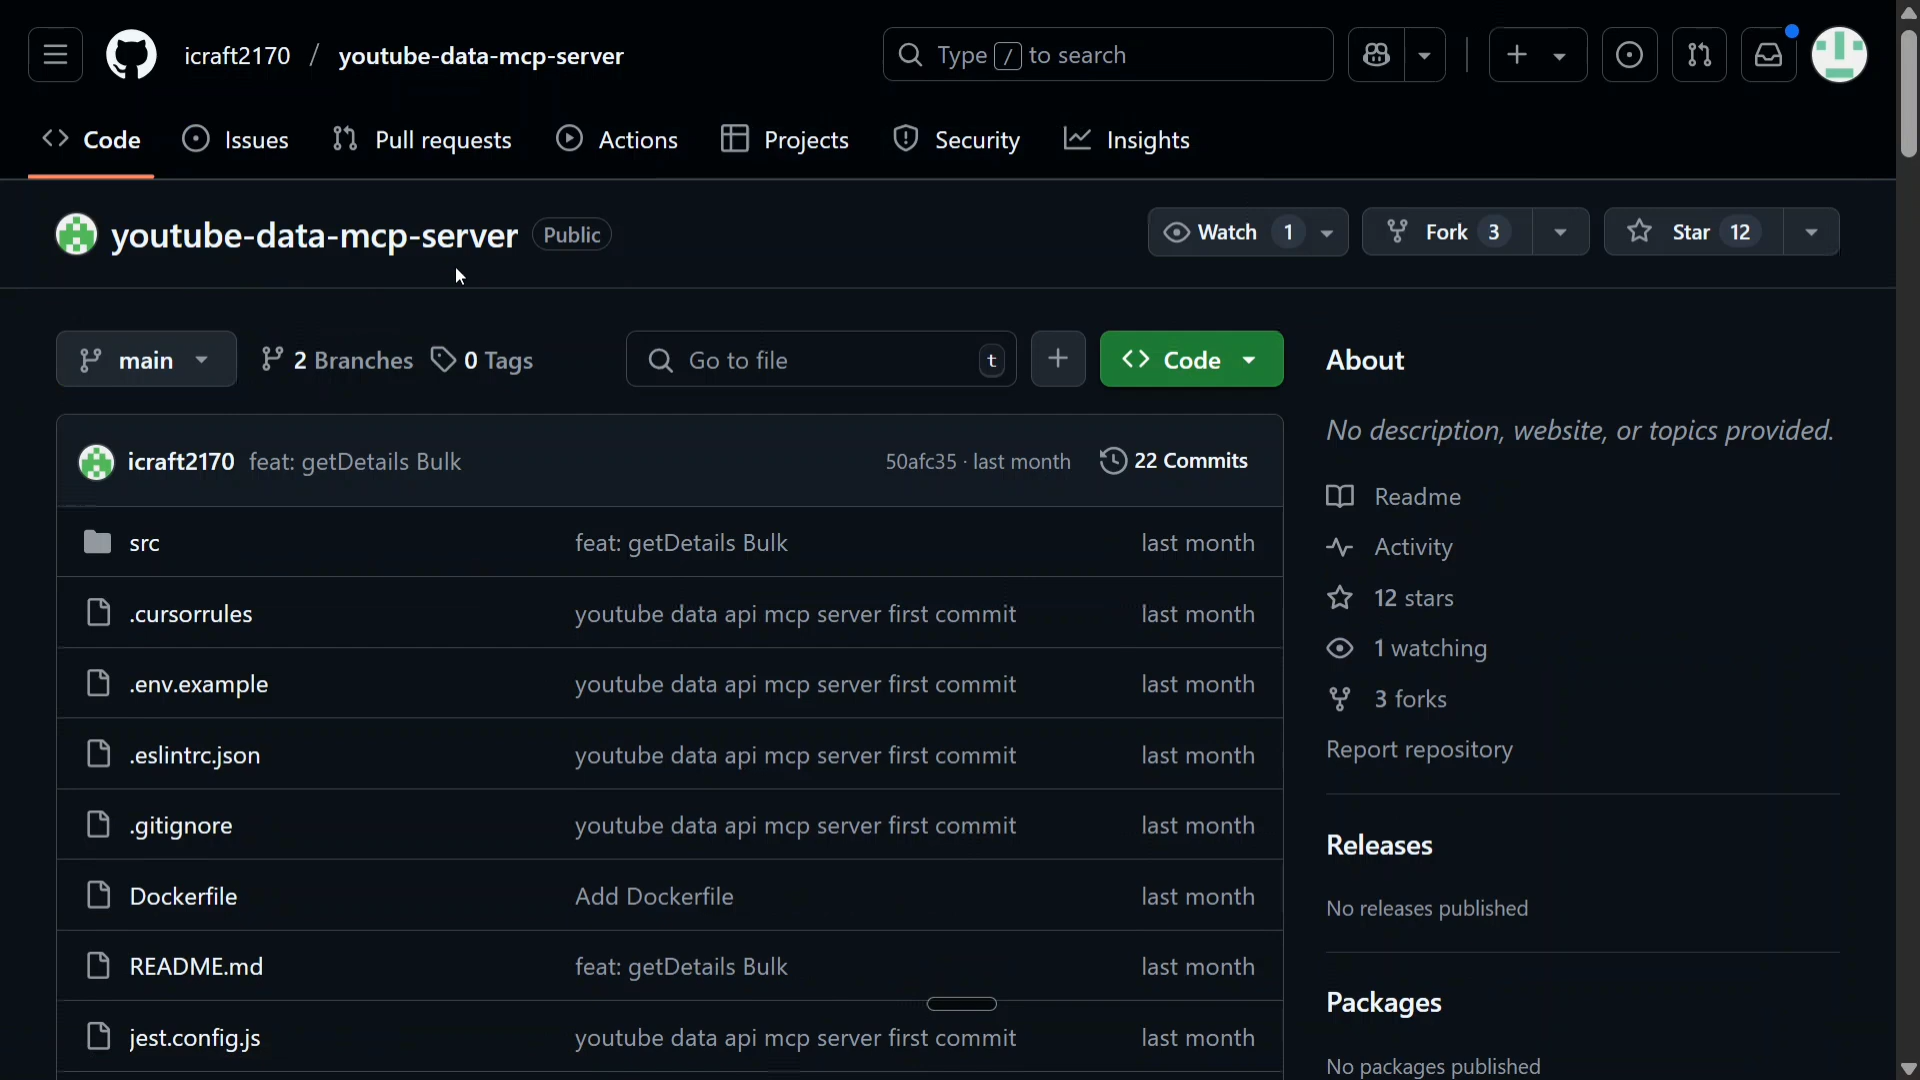 icraft2170 / youtube-data-mcp-server Type / to search
Code Issues Pull requests Actions Projects Security Insights
youtube-data-mcp-server Public Watch 1 Fork 3 Star 12
main 2 Branches 0 Tags Go to file t Code
About
No description, website, or topics provided.
icraft2170 feat: getDetails Bulk 50afc35 · last month 22 Commits
Readme
src feat: getDetails Bulk last month
Activity
.cursorrules youtube data api mcp server first commit last month
12 stars
.env.example youtube data api mcp server first commit last month
1 watching
3 forks
.eslintrc.json youtube data api mcp server first commit last month
Report repository
.gitignore youtube data api mcp server first commit last month
Releases
Dockerfile Add Dockerfile last month
No releases published
README.md feat: getDetails Bulk last month
Packages
jest.config.js youtube data api mcp server first commit last month
No packages published